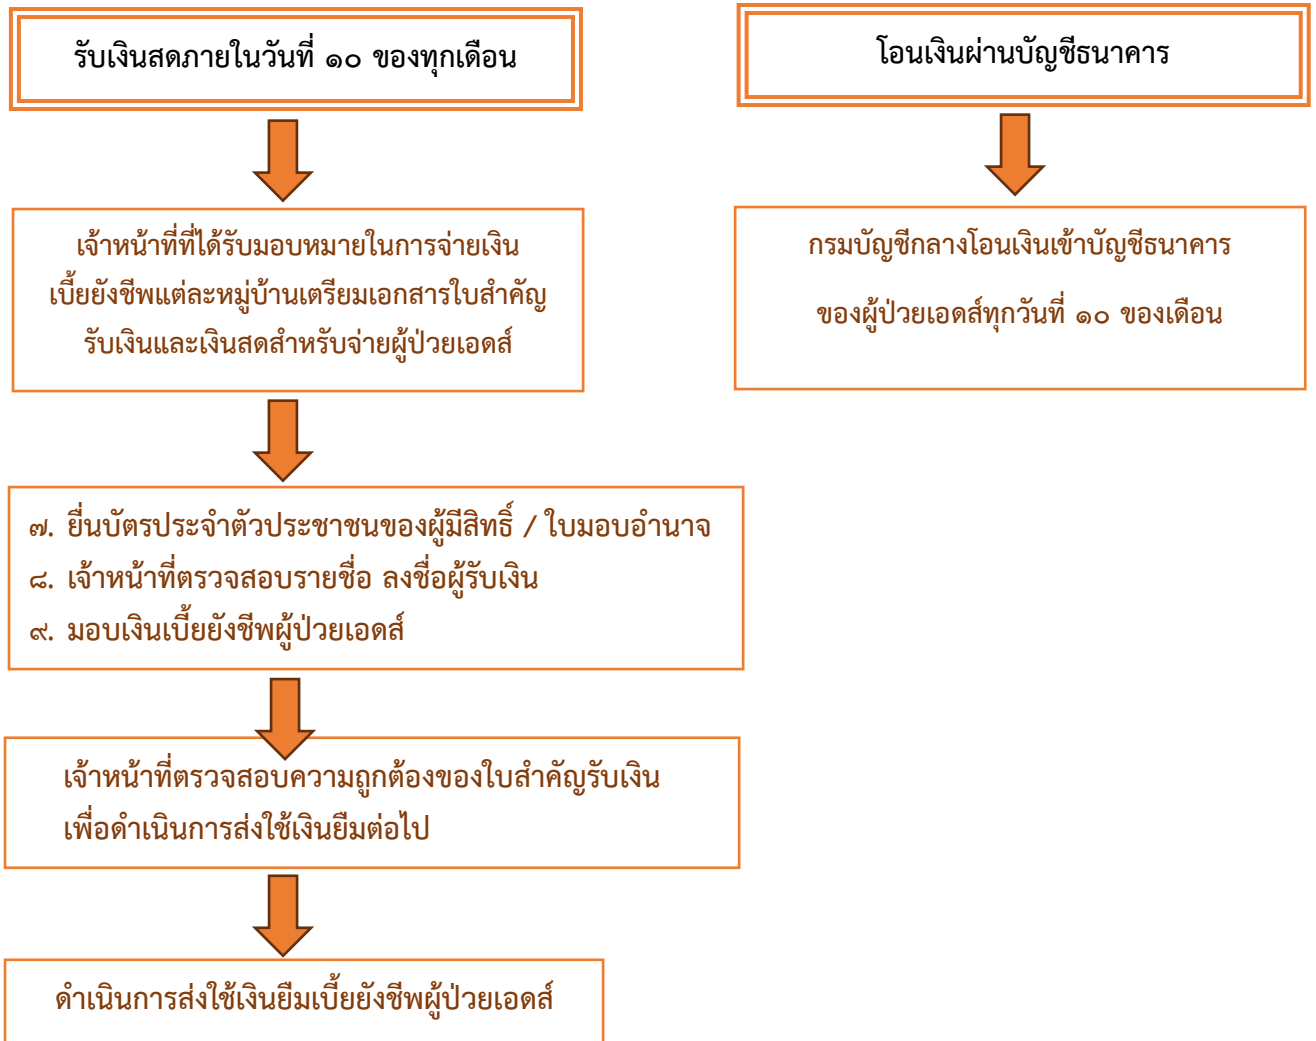 รับเงินสดภายในวันที่ ๑๐ ของทุกเดือน
เจ้าหน้าที่ที่ได้รับมอบหมายในการจ่ายเงิน
เบี้ยยังชีพแต่ละหมู่บ้านเตรียมเอกสารใบสำคัญ
รับเงินและเงินสดสำหรับจ่ายผู้ป่วยเอดส์
๗. ยื่นบัตรประจำตัวประชาชนของผู้มีสิทธิ์ / ใบมอบอำนาจ
๘. เจ้าหน้าที่ตรวจสอบรายชื่อ ลงชื่อผู้รับเงิน
๙. มอบเงินเบี้ยยังชีพผู้ป่วยเอดส์
เจ้าหน้าที่ตรวจสอบความถูกต้องของใบสำคัญรับเงิน
เพื่อดำเนินการส่งใช้เงินยืมต่อไป
ดำเนินการส่งใช้เงินยืมเบี้ยยังชีพผู้ป่วยเอดส์
โอนเงินผ่านบัญชีธนาคาร
กรมบัญชีกลางโอนเงินเข้าบัญชีธนาคาร
ของผู้ป่วยเอดส์ทุกวันที่ ๑๐ ของเดือน